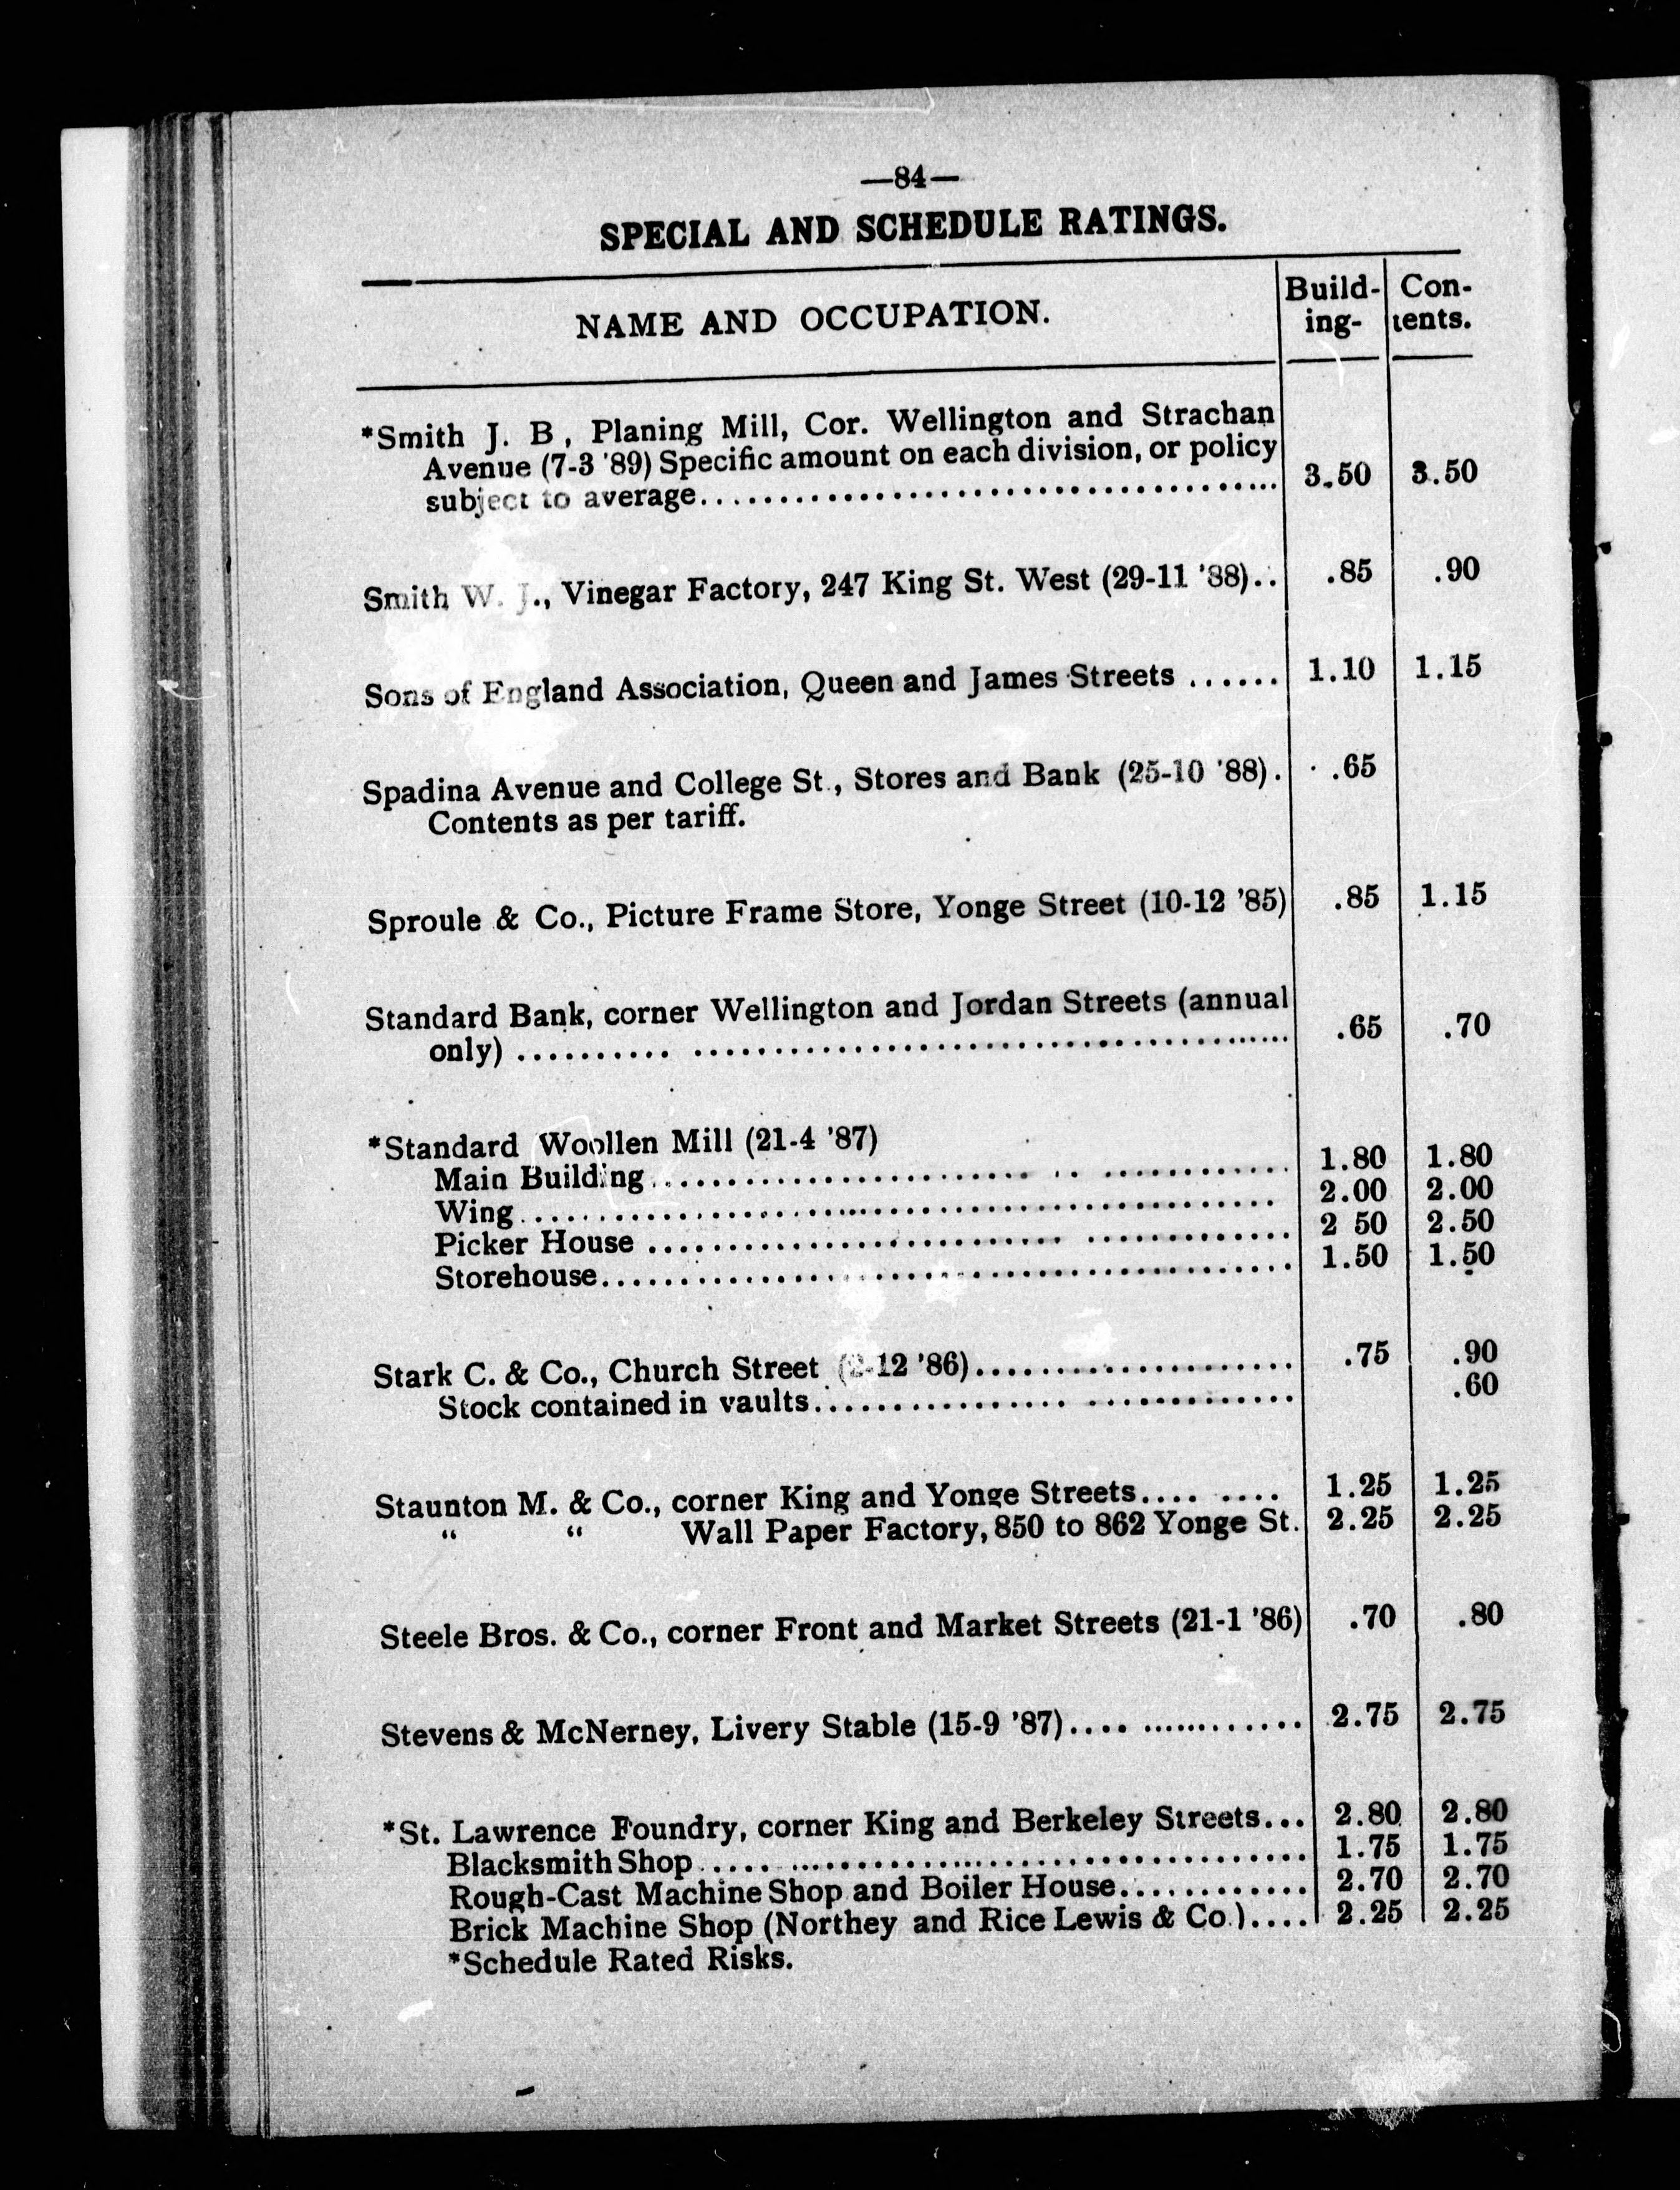 —84—
SPECIAL AND SCHEDULE RATINGS.
NAME AND OCCUPATION. Build- Con-
ing- tents.
*Smith J. B , Planing Mill, Cor. Wellington and Strachan
Avenue (7-3 '89) Specific amount on each division, or policy
subject to average........................................ 3.50 3.50
Smith W. J., Vinegar Factory, 247 King St. West (29-11 '88).. .85 .90
Sons of England Association, Queen and James Streets ...... 1.10 1.15
Spadina Avenue and College St., Stores and Bank (25-10 '88). .65
Contents as per tariff.
Sproule & Co., Picture Frame Store, Yonge Street (10-12 '85) .85 1.15
Standard Bank, corner Wellington and Jordan Streets (annual
only) .......... ........................................ .65 .70
*Standard Woollen Mill (21-4 '87)
Main Building........................ .. ............ 1.80 1.80
Wing.................................................. 2.00 2.00
Picker House .......................... ............. 2 50 2.50
Storehouse............................................ 1.50 1.50
Stark C. & Co., Church Street (2-12 '86).................... .75 .90
Stock contained in vaults................ ............. .60
Staunton M. & Co., corner King and Yonge Streets.... .... 1.25 1.25
“ “ Wall Paper Factory, 850 to 862 Yonge St. 2.25 2.25
Steele Bros. & Co., corner Front and Market Streets (21-1 '86) .70 .80
Stevens & McNerney, Livery Stable (15-9 '87).... ............ 2.75 2.75
*St. Lawrence Foundry, corner King and Berkeley Streets... 2.80 2.80
Blacksmith Shop ..... ................................ 1.75 1.75
Rough-Cast Machine Shop and Boiler House............ 2.70 2.70
Brick Machine Shop (Northey and Rice Lewis & Co.).... 2.25 2.25
*Schedule Rated Risks.